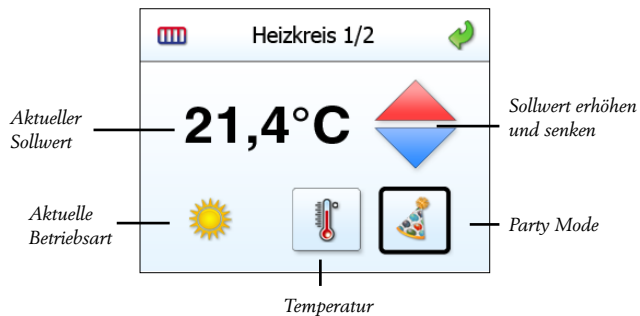 Heizkreis 1/2
Aktueller
Sollwert
21,4°C
Sollwert erhöhen
und senken
Aktuelle
Betriebsart
Party Mode
Temperatur